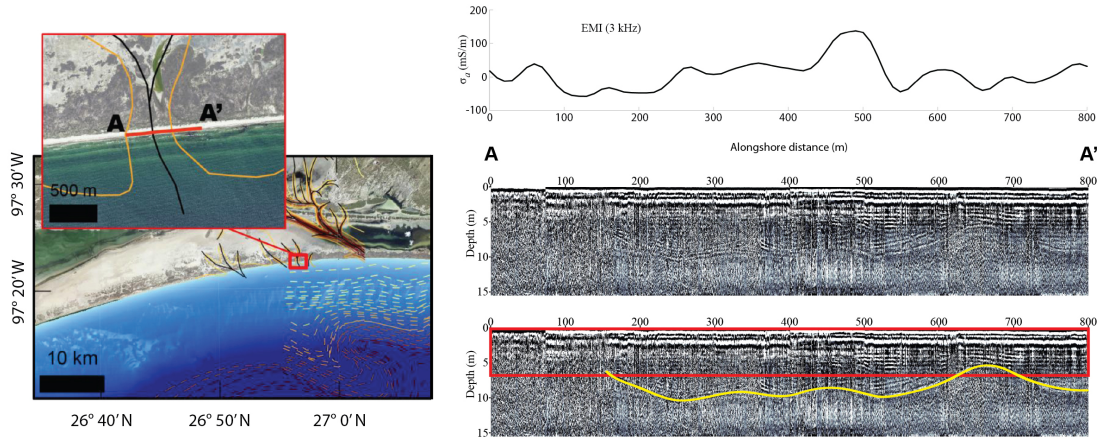 A
A'
500 m
97° 30' W
97° 20' W
10 km
26° 40' N
26° 50' N
27° 0' N
EMI (3 kHz)
σa (mS/m)
200
100
0
-100
0
100
200
300
400
500
600
700
800
Alongshore distance (m)
A
A'
0
100
200
300
400
500
600
700
800
Depth (m)
0
5
10
15
0
100
200
300
400
500
600
700
800
Depth (m)
0
5
10
15